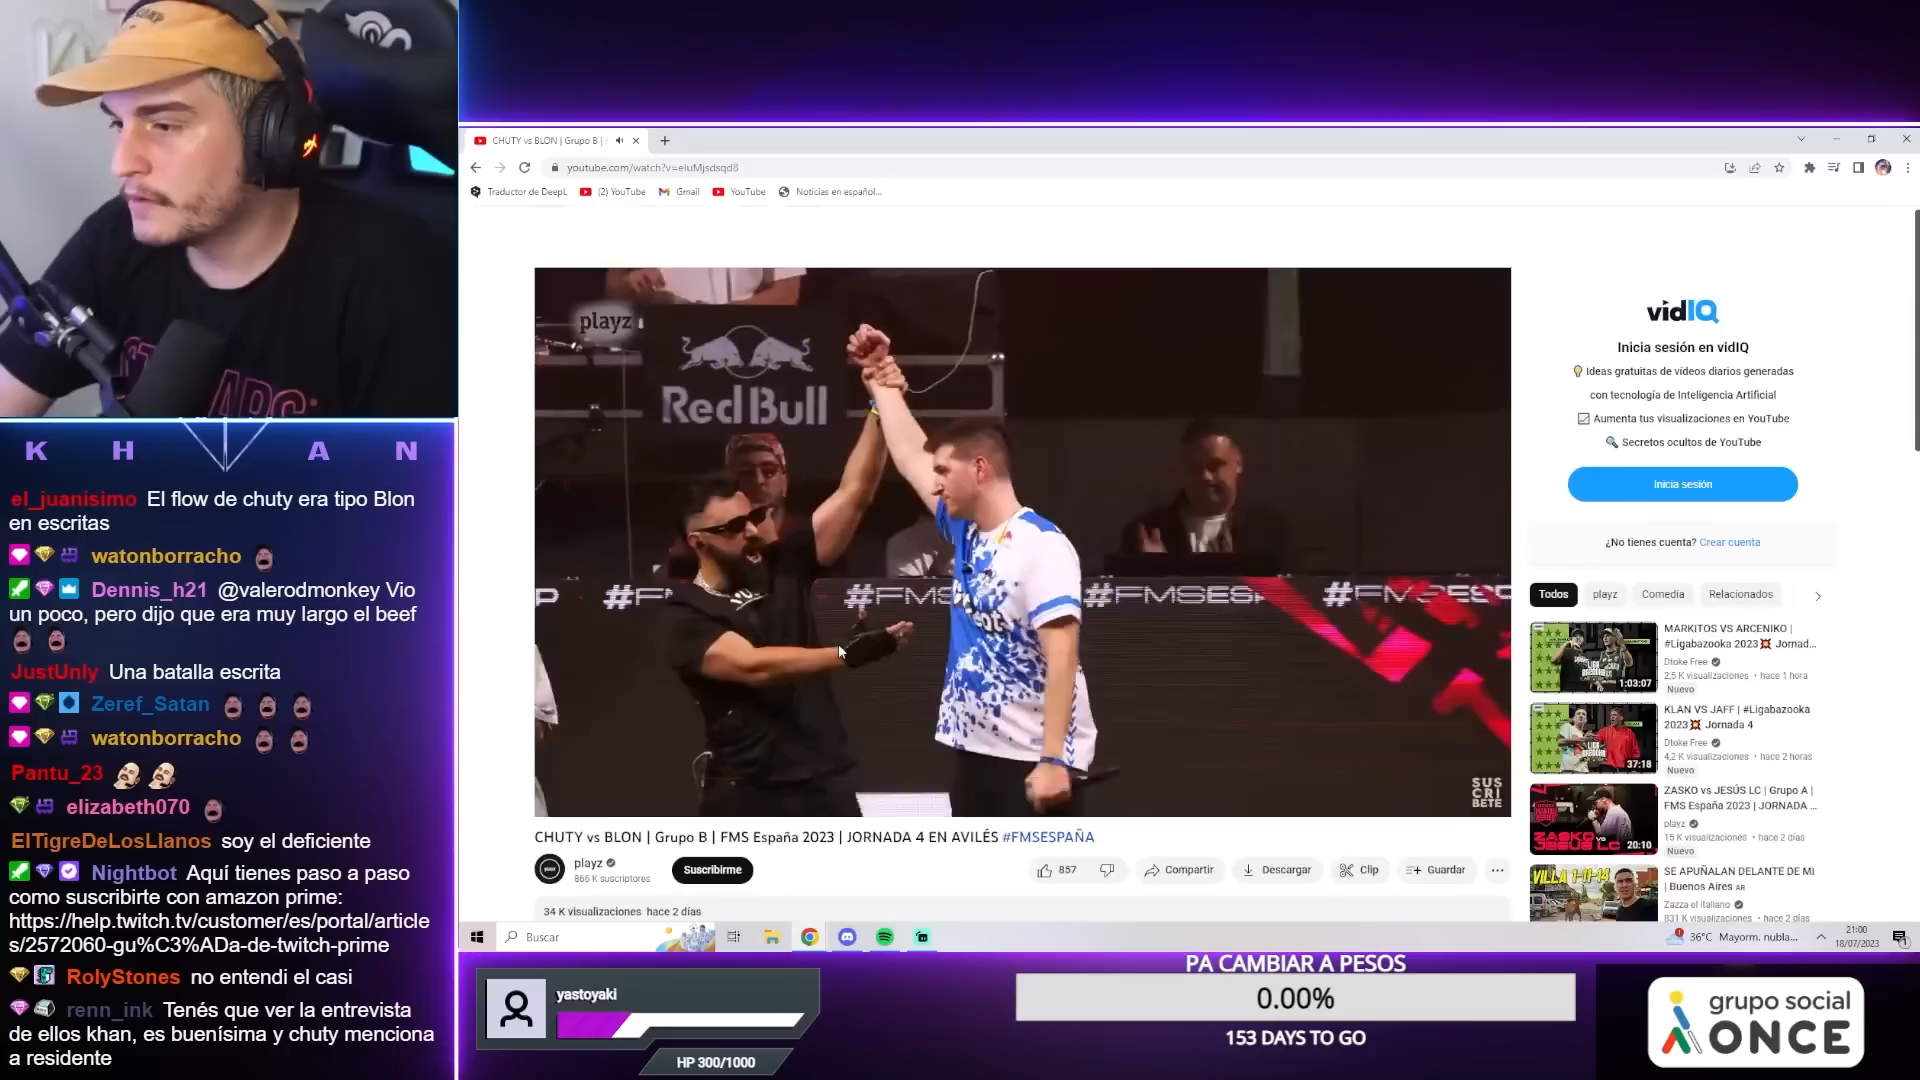 K H A N
el_juanisimo El flow de chuty era tipo Blon
en escritas
watonborracho
Dennis_h21 @valerodmonkey Vio
un poco, pero dijo que era muy largo el beef
JustUnly Una batalla escrita
Zeref_Satan
watonborracho
Pantu_23
elizabeth070
ElTigreDeLosLlanos soy el deficiente
Nightbot Aquí tienes paso a paso
como suscribirte con amazon prime:
https://help.twitch.tv/customer/es/portal/article
s/2572060-gu%C3%ADa-de-twitch-prime
RolyStones no entendi el casi
renn_ink Tenés que ver la entrevista
de ellos khan, es buenísima y chuty menciona
a residente
CHUTY vs BLON | Grupo B |
youtube.com/watch?v=eIuMjsdsqd8
Traductor de DeepL
(2) YouTube
Gmail
YouTube
Noticias en español...
playz
Red Bull
#FMSESP
#FMSESP
SUS
CRI
BETE
CHUTY vs BLON | Grupo B | FMS España 2023 | JORNADA 4 EN AVILÉS #FMSESPAÑA
playz
866 K suscriptores
Suscribirme
857
Compartir
Descargar
Clip
Guardar
34 K visualizaciones hace 2 días
vidIQ
Inicia sesión en vidIQ
Ideas gratuitas de vídeos diarios generadas
con tecnología de Inteligencia Artificial
Aumenta tus visualizaciones en YouTube
Secretos ocultos de YouTube
Inicia sesión
¿No tienes cuenta? Crear cuenta
Todos
playz
Comedia
Relacionados
MARKITOS VS ARCENIKO |
#Ligabazooka 2023💥 Jornad...
Dtoke Free
2,5 K visualizaciones • hace 1 hora
Nuevo
1:03:07
KLAN VS JAFF | #Ligabazooka
2023💥 Jornada 4
Dtoke Free
4,2 K visualizaciones • hace 2 horas
Nuevo
37:18
ZASKO vs JESÚS LC | Grupo A |
FMS España 2023 | JORNADA ...
playz
15 K visualizaciones • hace 2 días
Nuevo
ZASKO vs
JESUS LC
20:10
SE APUÑALAN DELANTE DE MI
| Buenos Aires AR
Zazza el italiano
831 K visualizaciones • hace 2 días
VILLA 1-11-14
Buscar
36°C Mayorm. nubla...
21:00
18/07/2023
yastoyaki
HP 300/1000
PA CAMBIAR A PESOS
0.00%
153 DAYS TO GO
grupo social
ONCE